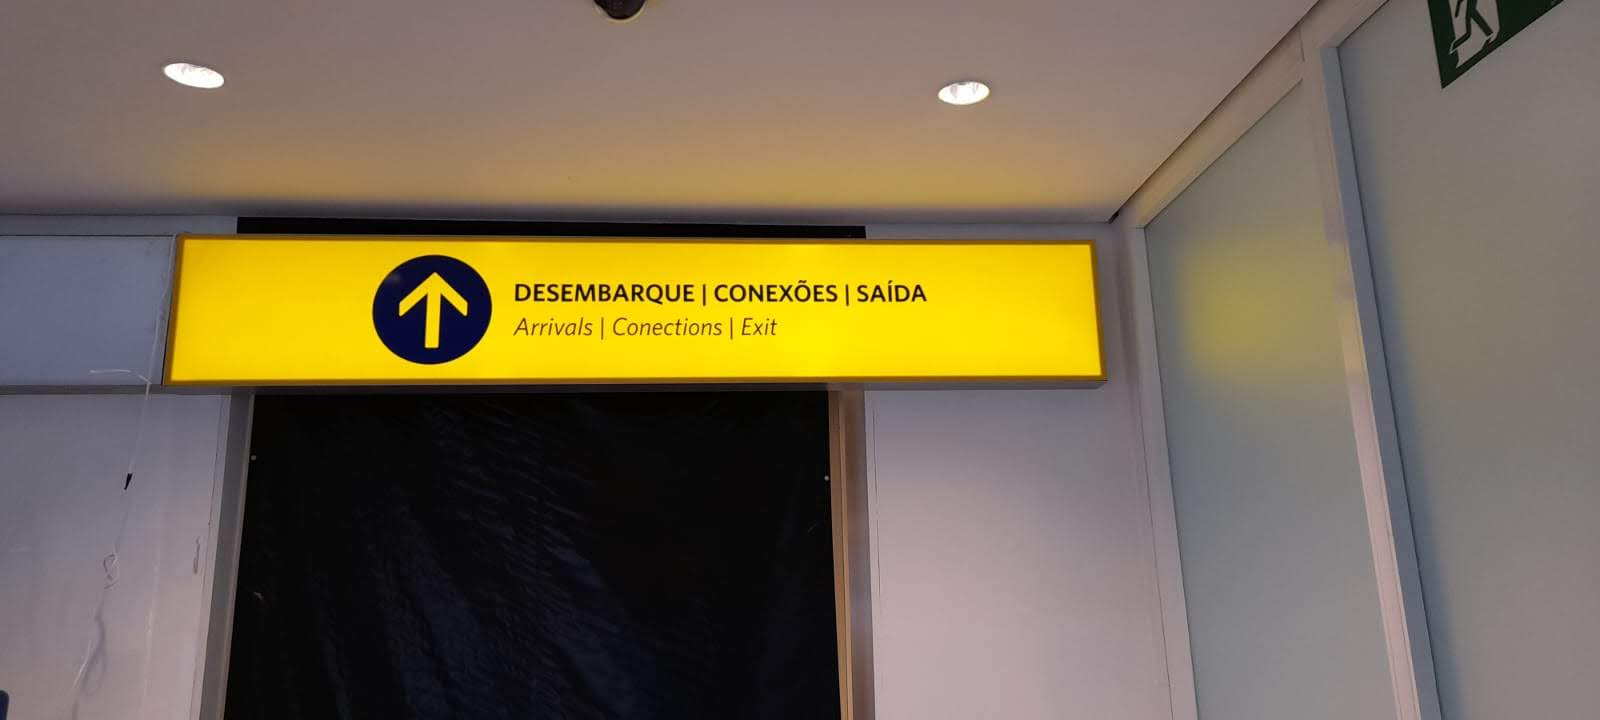 DESEMBARQUE | CONEXÕES | SAÍDA
Arrivals | Conections | Exit